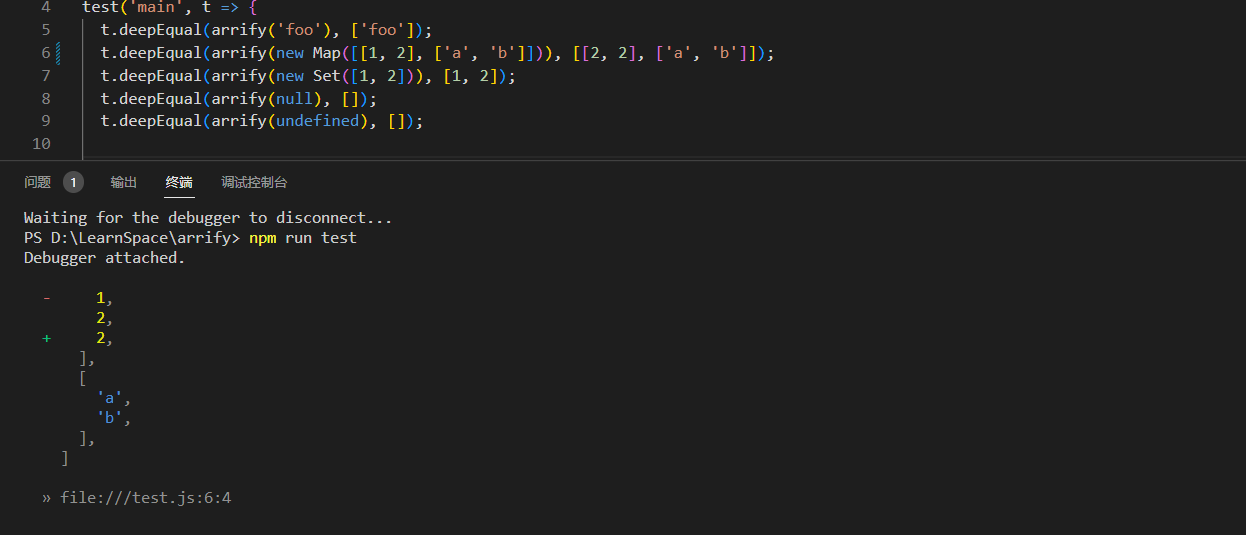 4 test('main', t => {
5 t.deepEqual(arrify('foo'), ['foo']);
6 t.deepEqual(arrify(new Map([[1, 2], ['a', 'b']])), [[2, 2], ['a', 'b']]);
7 t.deepEqual(arrify(new Set([1, 2])), [1, 2]);
8 t.deepEqual(arrify(null), []);
9 t.deepEqual(arrify(undefined), []);
10
问题 1 输出 终端 调试控制台
Waiting for the debugger to disconnect...
PS D:\LearnSpace\arrify> npm run test
Debugger attached.
- 1,
2,
+ 2,
],
[
'a',
'b',
],
]
» file:///test.js:6:4